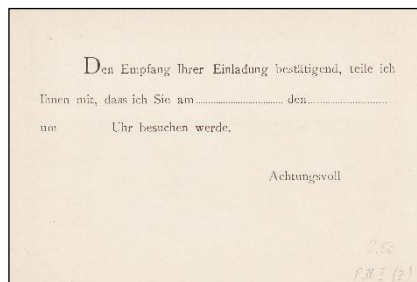 Den Empfang Ihrer Einladung bestätigend, teile ich
Ihnen mit, dass ich Sie am .............................. den ..............................
um Uhr besuchen werde.
Achtungsvoll